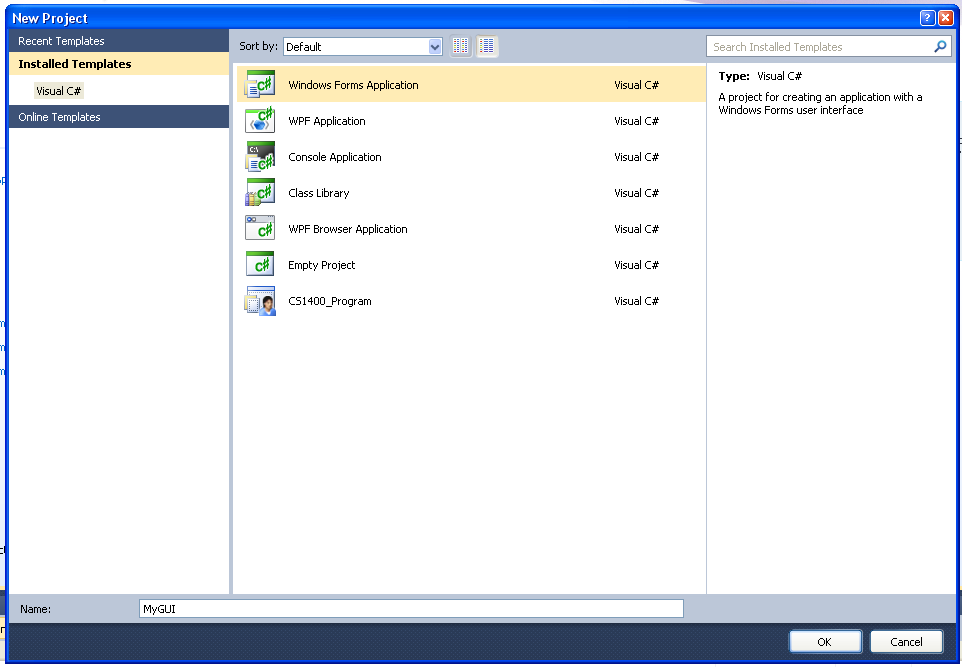 New Project
Recent Templates
Installed Templates
Visual C#
Online Templates
Sort by: Default
Search Installed Templates
Windows Forms Application Visual C#
WPF Application Visual C#
Console Application Visual C#
Class Library Visual C#
WPF Browser Application Visual C#
Empty Project Visual C#
CS1400_Program Visual C#
Type: Visual C#
A project for creating an application with a
Windows Forms user interface
Name: MyGUI
OK Cancel